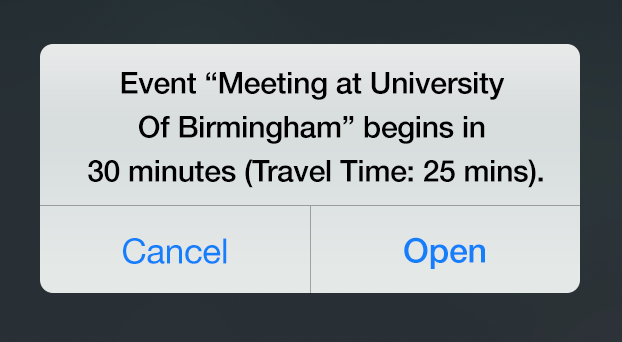 Event “Meeting at University
Of Birmingham” begins in
30 minutes (Travel Time: 25 mins).
Cancel
Open